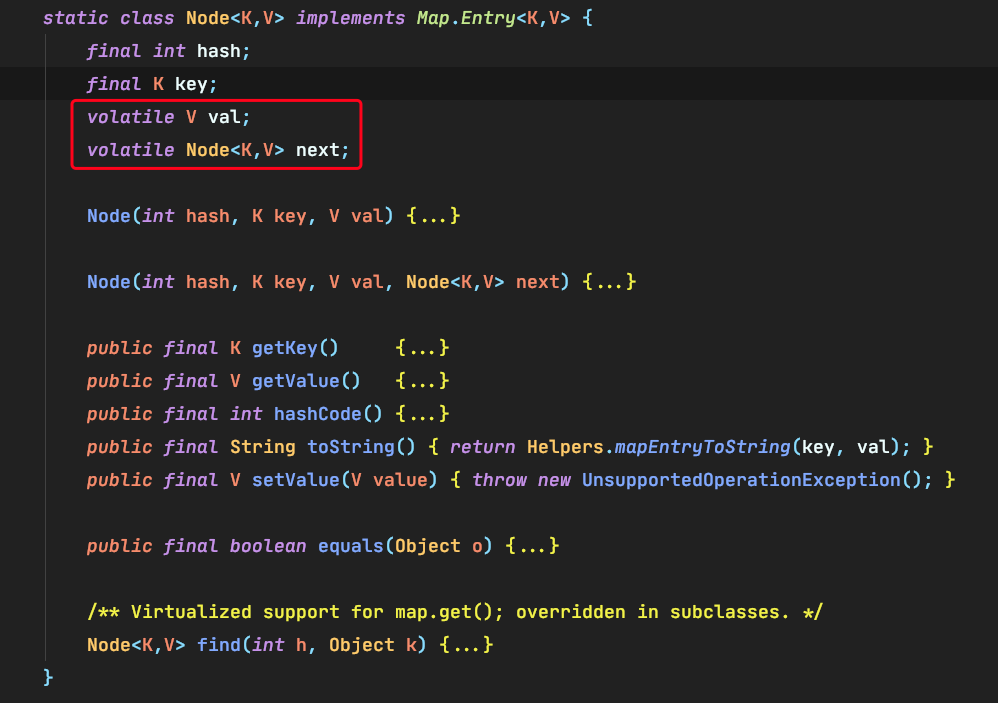 static class Node<K,V> implements Map.Entry<K,V> {
final int hash;
final K key;
volatile V val;
volatile Node<K,V> next;
Node(int hash, K key, V val) {...}
Node(int hash, K key, V val, Node<K,V> next) {...}
public final K getKey()     {...}
public final V getValue()   {...}
public final int hashCode() {...}
public final String toString() { return Helpers.mapEntryToString(key, val); }
public final V setValue(V value) { throw new UnsupportedOperationException(); }
public final boolean equals(Object o) {...}
/** Virtualized support for map.get(); overridden in subclasses. */
Node<K,V> find(int h, Object k) {...}
}